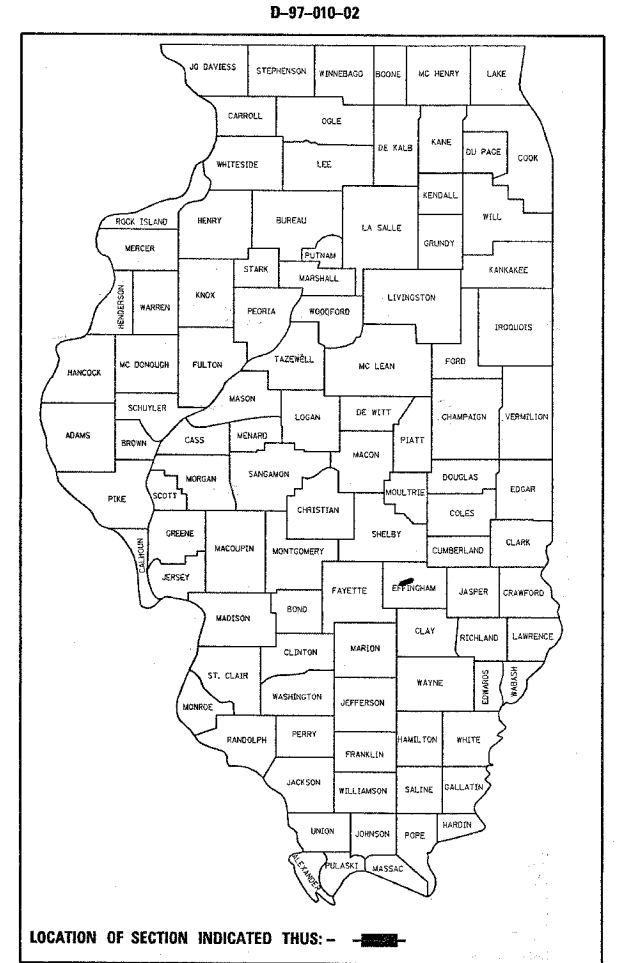 D-97-010-02
JO DAVIESS STEPHENSON WINNEBAGO BOONE MC HENRY LAKE
CARROLL OGLE DE KALB KANE DU PAGE COOK
WHITESIDE LEE
KENDALL
ROCK ISLAND HENRY BUREAU LA SALLE WILL
MERCER PUTNAM GRUNDY
STARK MARSHALL KANKAKEE
HENDERSON WARREN KNOX PEORIA WOODFORD LIVINGSTON IROQUOIS
HANCOCK MC DONOUGH FULTON TAZEWELL MC LEAN FORD
MASON
SCHUYLER LOGAN DE WITT CHAMPAIGN VERMILION
ADAMS BROWN CASS MENARD PIATT
MACON
PIKE SCOTT MORGAN SANGAMON MOULTRIE DOUGLAS EDGAR
CHRISTIAN COLES
CALHOUN GREENE MACOUPIN MONTGOMERY SHELBY CUMBERLAND CLARK
JERSEY
FAYETTE EFFINGHAM JASPER CRAWFORD
MADISON BOND
CLAY RICHLAND LAWRENCE
CLINTON MARION
ST. CLAIR WAYNE EDWARDS WABASH
WASHINGTON JEFFERSON
MONROE
RANDOLPH PERRY HAMILTON WHITE
FRANKLIN
JACKSON WILLIAMSON SALINE GALLATIN
UNION JOHNSON POPE HARDIN
ALEXANDER PULASKI MASSAC
LOCATION OF SECTION INDICATED THUS: -